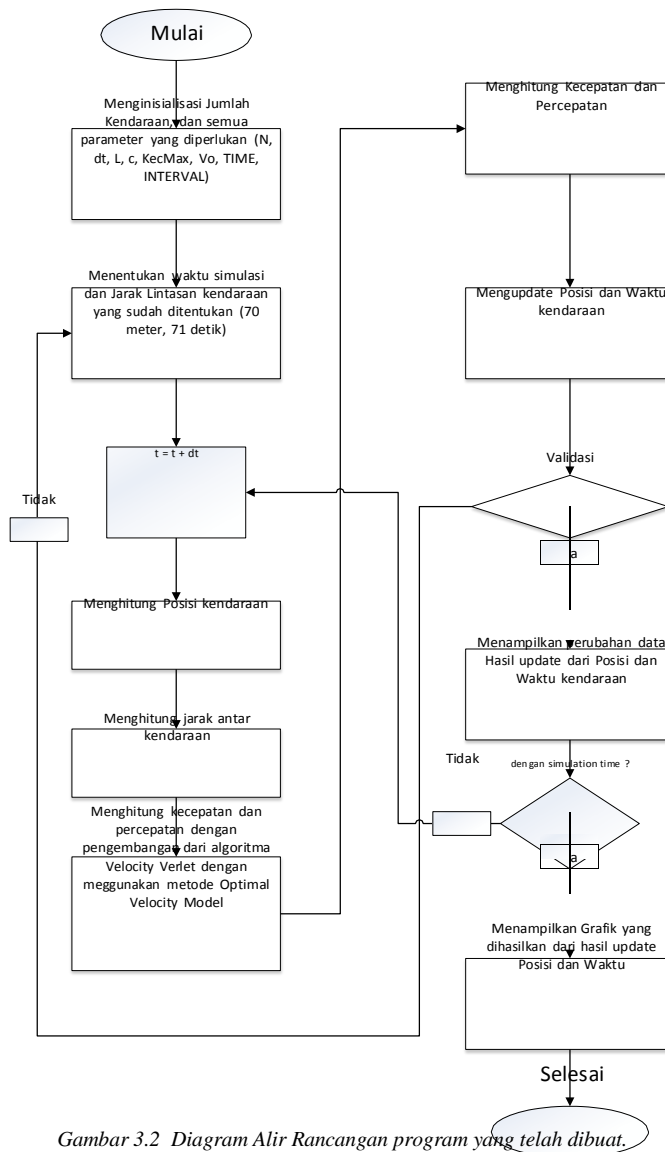 Mulai
Menginisialisasi Jumlah
Kendaraan, dan semua
parameter yang diperlukan (N,
dt, L, c, KecMax, Vo, TIME,
INTERVAL)
Menentukan waktu simulasi
dan Jarak Lintasan kendaraan
yang sudah ditentukan (70
meter, 71 detik)
t = t + dt
Tidak
Menghitung Posisi kendaraan
Menghitung jarak antar
kendaraan
Menghitung kecepatan dan
percepatan dengan
pengembangan dari algoritma
Velocity Verlet dengan
meggunakan metode Optimal
Velocity Model
Menghitung Kecepatan dan
Percepatan
Mengupdate Posisi dan Waktu
kendaraan
Validasi
a
Menampilkan perubahan data
Hasil update dari Posisi dan
Waktu kendaraan
Tidak
dengan simulation time ?
a
Menampilkan Grafik yang
dihasilkan dari hasil update
Posisi dan Waktu
Selesai
Gambar 3.2 Diagram Alir Rancangan program yang telah dibuat.